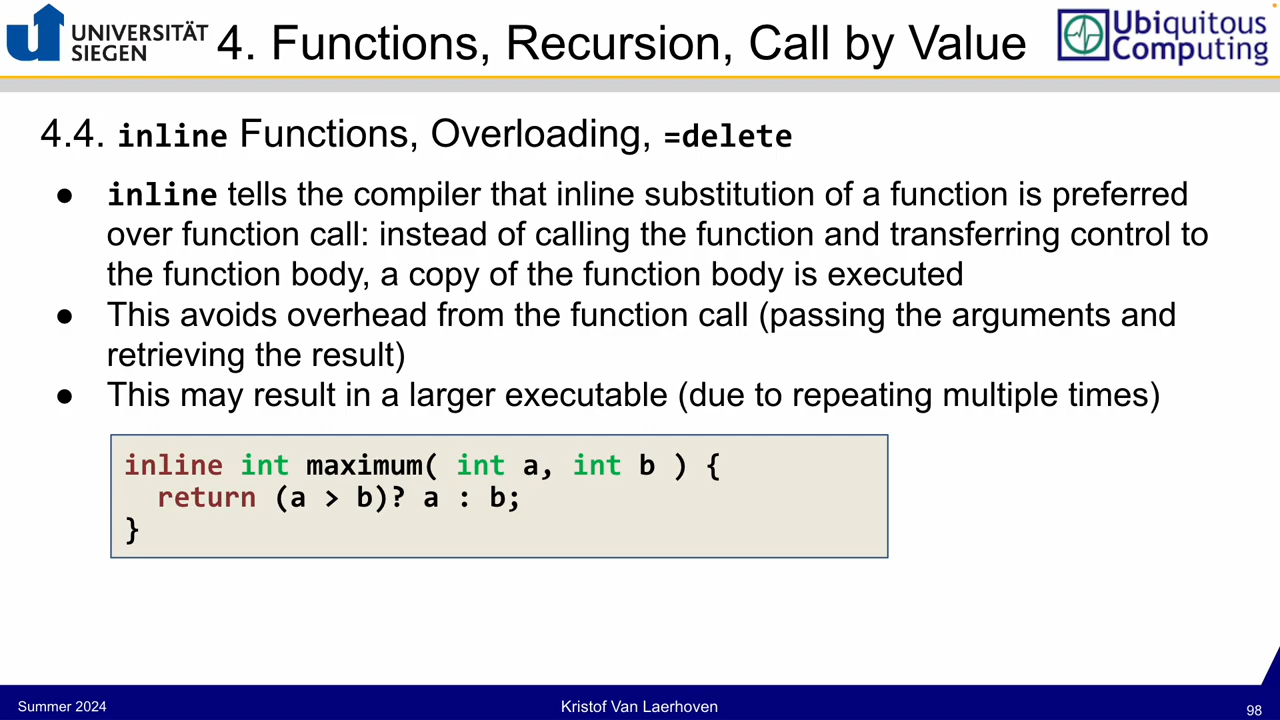 UNIVERSITÄT
SIEGEN
4. Functions, Recursion, Call by Value
Ubiquitous
Computing
4.4. inline Functions, Overloading, =delete
● inline tells the compiler that inline substitution of a function is preferred
over function call: instead of calling the function and transferring control to
the function body, a copy of the function body is executed
● This avoids overhead from the function call (passing the arguments and
retrieving the result)
● This may result in a larger executable (due to repeating multiple times)
inline int maximum( int a, int b ) {
  return (a > b)? a : b;
}
Summer 2024
Kristof Van Laerhoven
98